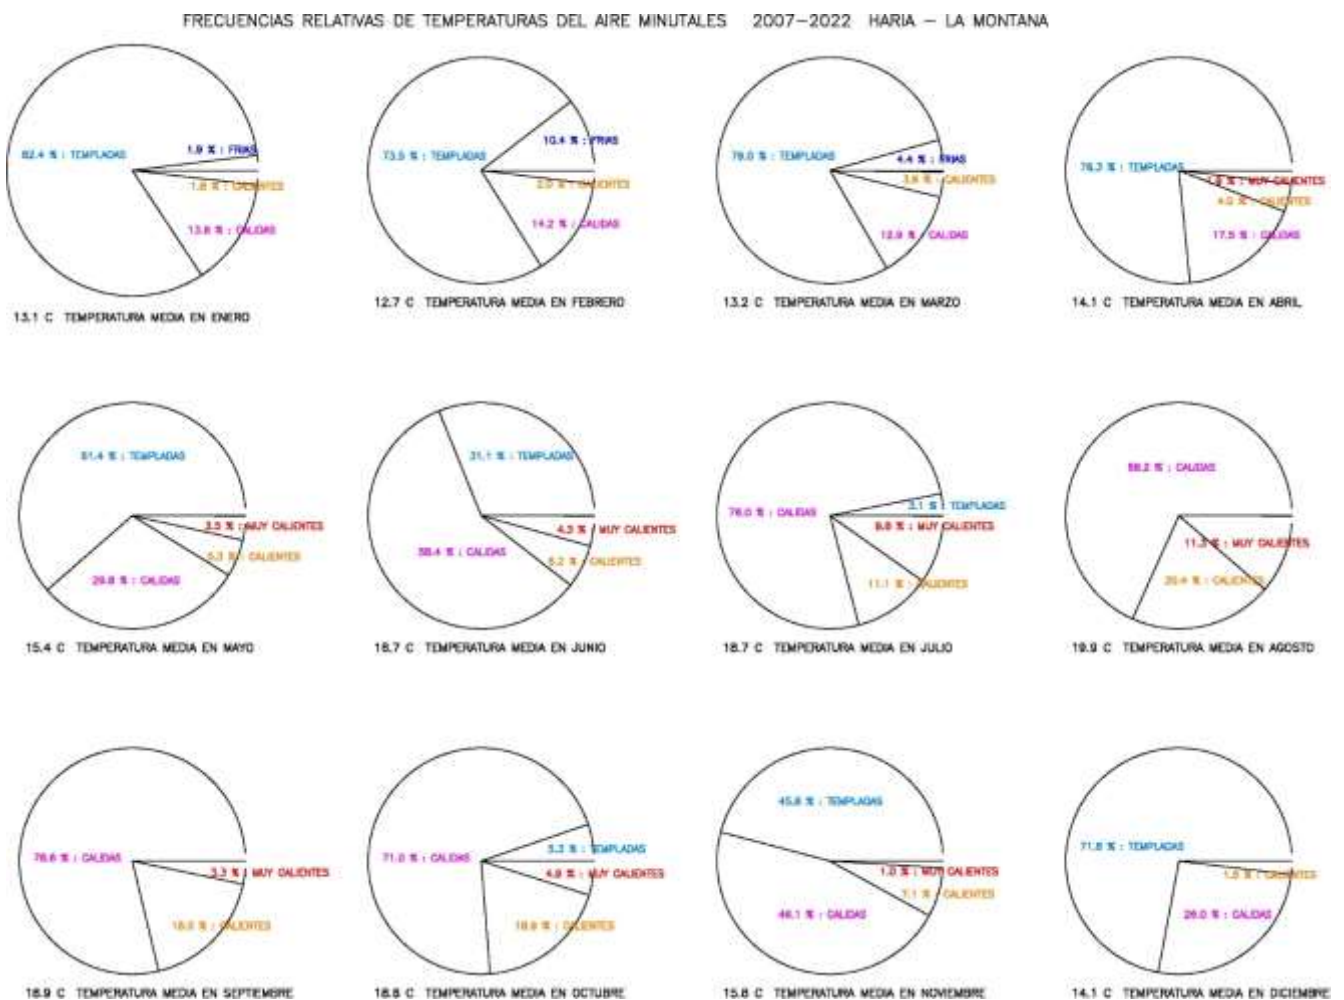 FRECUENCIAS RELATIVAS DE TEMPERATURAS DEL AIRE MINUTALES 2007-2022 HARIA - LA MONTANA
82.4 % : TEMPLADAS
1.9 % : FRIAS
1.8 % : CALIENTES
13.8 % : CALIDAS
13.1 C TEMPERATURA MEDIA EN ENERO
73.5 % : TEMPLADAS
10.4 % : FRIAS
2.0 % : CALIENTES
14.2 % : CALIDAS
12.7 C TEMPERATURA MEDIA EN FEBRERO
79.0 % : TEMPLADAS
4.4 % : FRIAS
% : CALIENTES
12.9 % : CALIDAS
13.2 C TEMPERATURA MEDIA EN MARZO
76.3 % : TEMPLADAS
% : MUY CALIENTES
4.0 % : CALIENTES
17.5 % : CALIDAS
14.1 C TEMPERATURA MEDIA EN ABRIL
61.4 % : TEMPLADAS
3.5 % : MUY CALIENTES
5.3 % : CALIENTES
29.8 % : CALIDAS
15.4 C TEMPERATURA MEDIA EN MAYO
31.1 % : TEMPLADAS
4.3 % : MUY CALIENTES
6.2 % : CALIENTES
58.4 % : CALIDAS
16.7 C TEMPERATURA MEDIA EN JUNIO
3.1 % : TEMPLADAS
76.0 % : CALIDAS
9.8 % : MUY CALIENTES
11.1 % : CALIENTES
18.7 C TEMPERATURA MEDIA EN JULIO
68.2 % : CALIDAS
11.3 % : MUY CALIENTES
20.4 % : CALIENTES
19.9 C TEMPERATURA MEDIA EN AGOSTO
78.6 % : CALIDAS
3.3 % : MUY CALIENTES
18.0 % : CALIENTES
18.9 C TEMPERATURA MEDIA EN SEPTIEMBRE
71.0 % : CALIDAS
5.3 % : TEMPLADAS
4.9 % : MUY CALIENTES
18.9 % : CALIENTES
18.8 C TEMPERATURA MEDIA EN OCTUBRE
45.8 % : TEMPLADAS
1.0 % : MUY CALIENTES
7.1 % : CALIENTES
46.1 % : CALIDAS
15.8 C TEMPERATURA MEDIA EN NOVIEMBRE
71.8 % : TEMPLADAS
% : CALIENTES
26.0 % : CALIDAS
14.1 C TEMPERATURA MEDIA EN DICIEMBRE